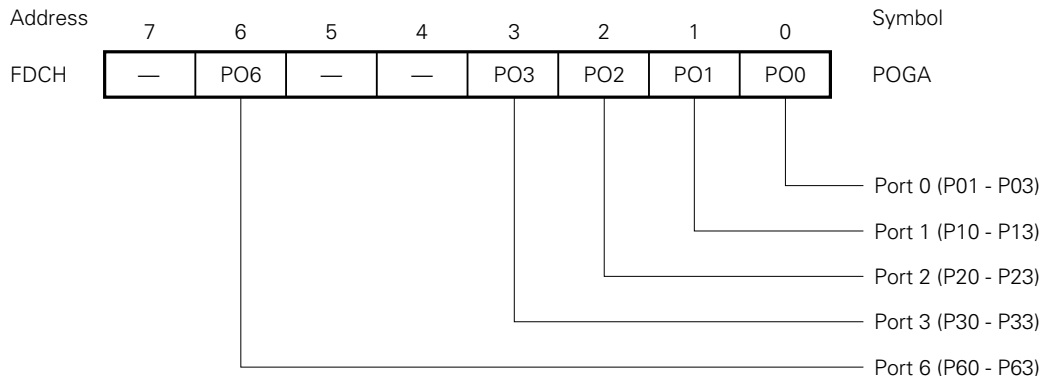 Address 7 6 5 4 3 2 1 0 Symbol
FDCH — PO6 — — PO3 PO2 PO1 PO0 POGA
Port 0 (P01 - P03)
Port 1 (P10 - P13)
Port 2 (P20 - P23)
Port 3 (P30 - P33)
Port 6 (P60 - P63)